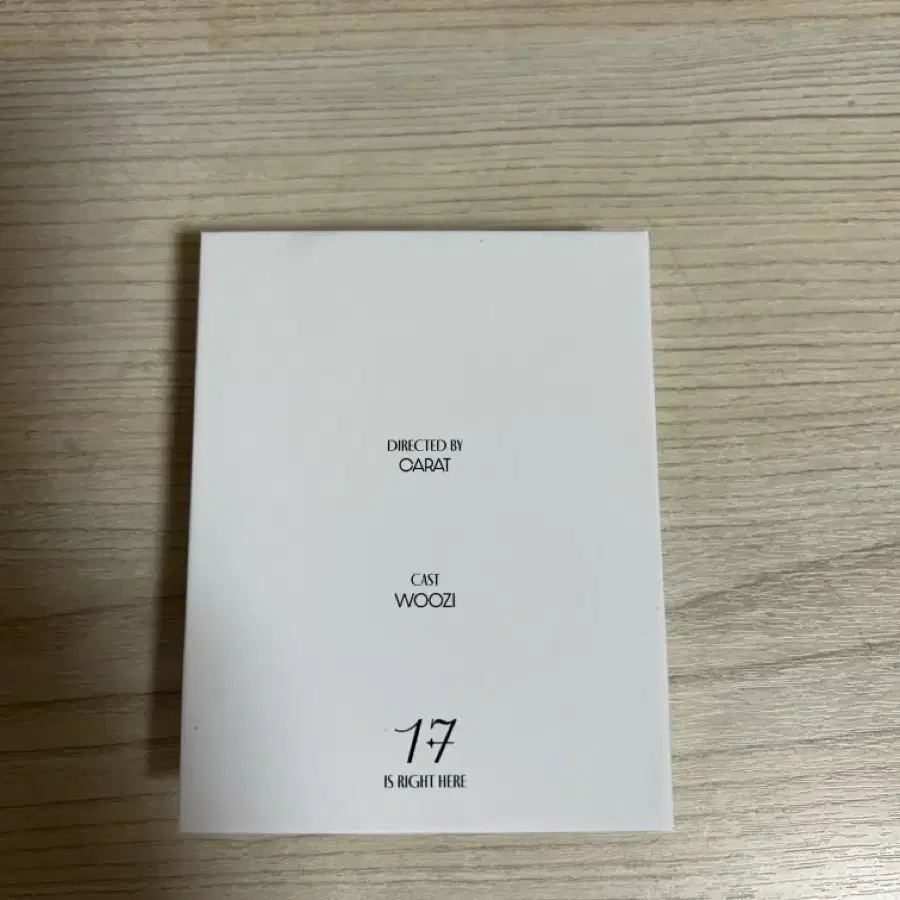 DIRECTED BY
CARAT
CAST
WOOZI
17
IS RIGHT HERE